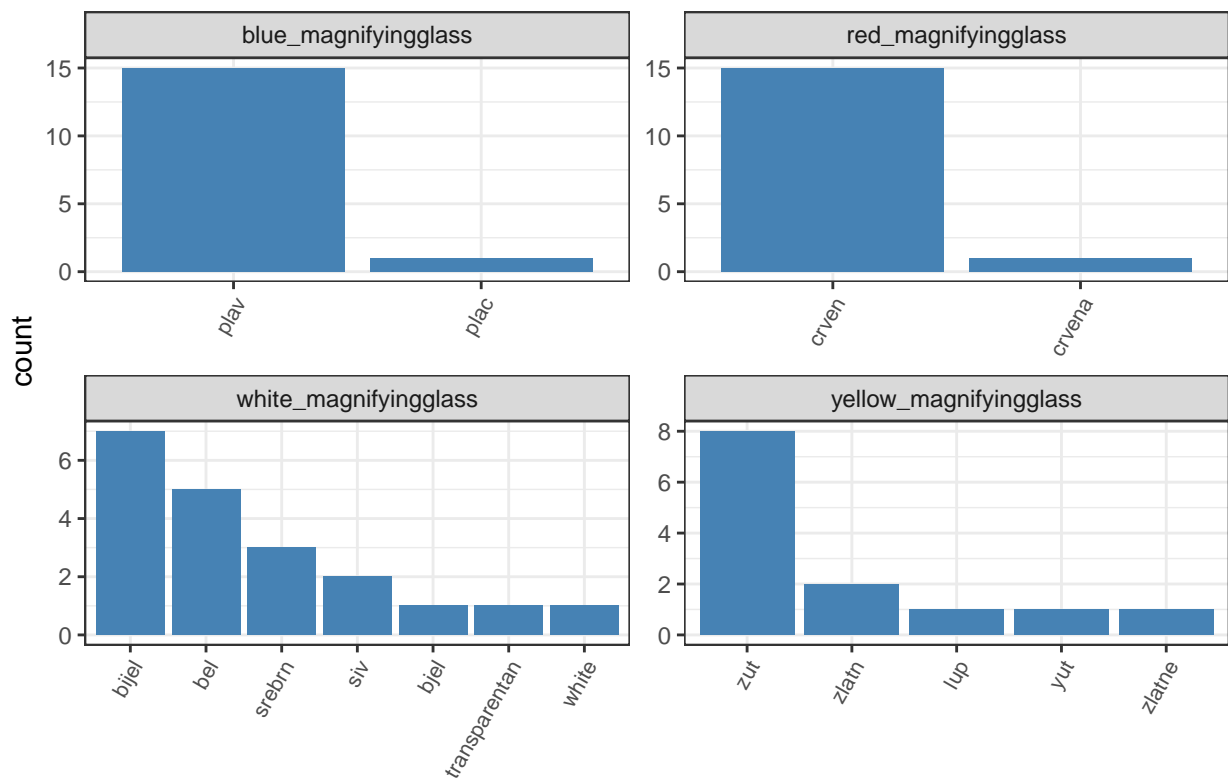 blue_magnifyingglass
red_magnifyingglass
15
10
5
0
plav
plac
15
10
5
0
crven
crvena
count
white_magnifyingglass
yellow_magnifyingglass
6
4
2
0
bijel
bel
srebrn
siv
bjel
transparentan
white
8
6
4
2
0
zut
zlatn
lup
yut
zlatne